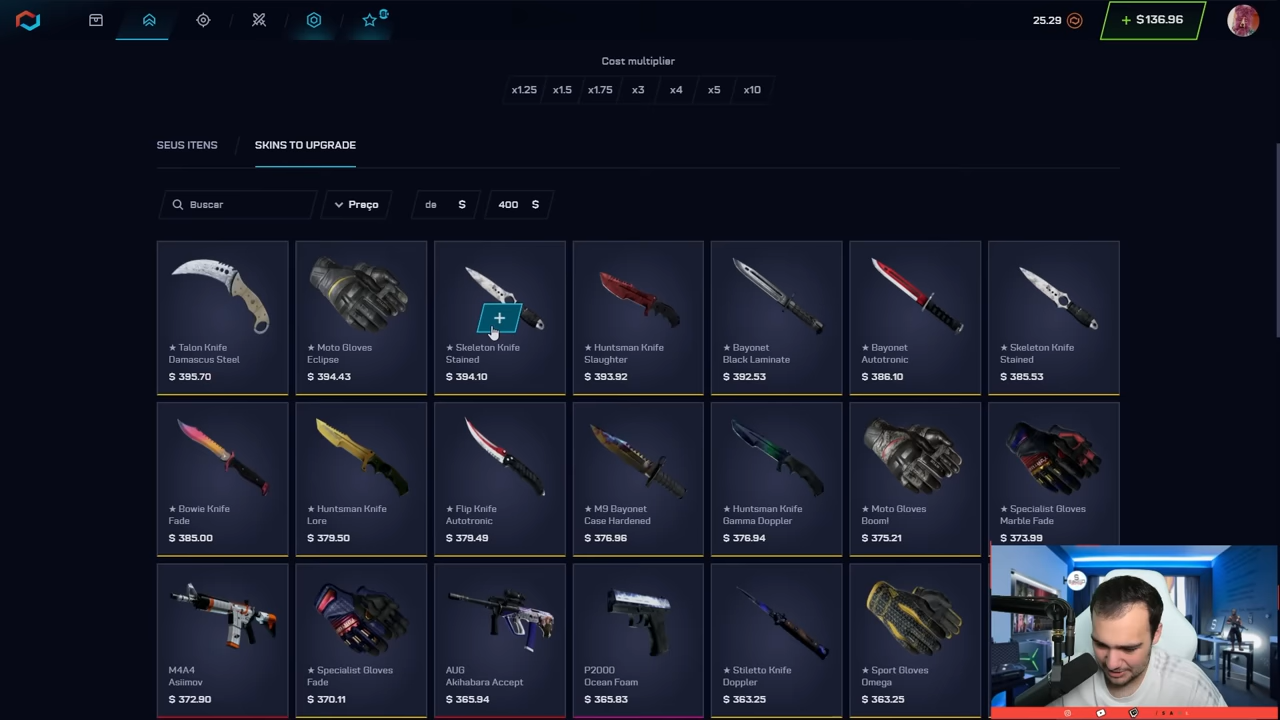 25.29
+ $ 136.96
Cost multiplier
x1.25 x1.5 x1.75 x3 x4 x5 x10
SEUS ITENS
SKINS TO UPGRADE
Buscar
Preço
de $
400 $
★ Talon Knife
Damascus Steel
$ 395.70
★ Moto Gloves
Eclipse
$ 394.43
★ Skeleton Knife
Stained
$ 394.10
★ Huntsman Knife
Slaughter
$ 393.92
★ Bayonet
Black Laminate
$ 392.53
★ Bayonet
Autotronic
$ 386.10
★ Skeleton Knife
Stained
$ 385.53
★ Bowie Knife
Fade
$ 385.00
★ Huntsman Knife
Lore
$ 379.50
★ Flip Knife
Autotronic
$ 379.49
★ M9 Bayonet
Case Hardened
$ 376.96
★ Huntsman Knife
Gamma Doppler
$ 376.94
★ Moto Gloves
Boom!
$ 375.21
★ Specialist Gloves
Marble Fade
$ 373.99
M4A4
Asiimov
$ 372.90
★ Specialist Gloves
Fade
$ 370.11
AUG
Akihabara Accept
$ 365.94
P2000
Ocean Foam
$ 365.83
★ Stiletto Knife
Doppler
$ 363.25
★ Sport Gloves
Omega
$ 363.25